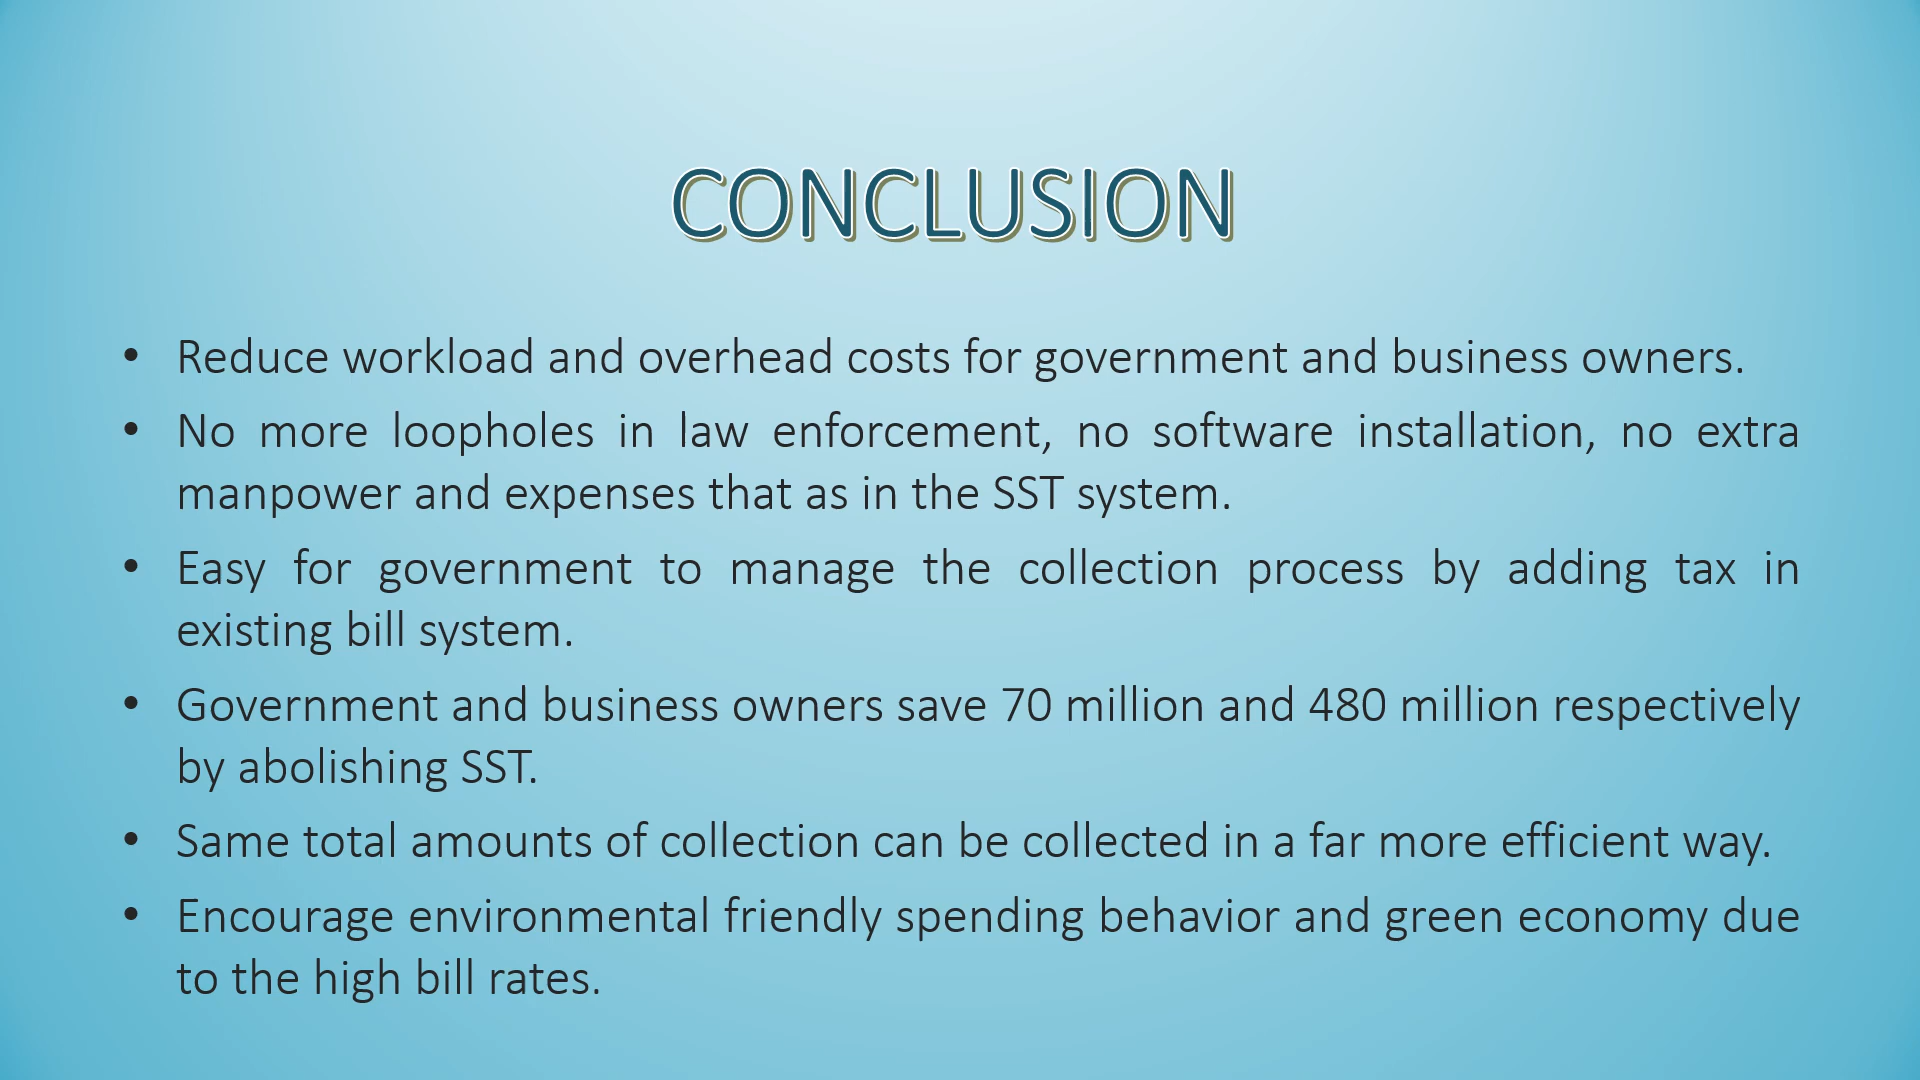 CONCLUSION
• Reduce workload and overhead costs for government and business owners.
• No more loopholes in law enforcement, no software installation, no extra
manpower and expenses that as in the SST system.
• Easy for government to manage the collection process by adding tax in
existing bill system.
• Government and business owners save 70 million and 480 million respectively
by abolishing SST.
• Same total amounts of collection can be collected in a far more efficient way.
• Encourage environmental friendly spending behavior and green economy due
to the high bill rates.